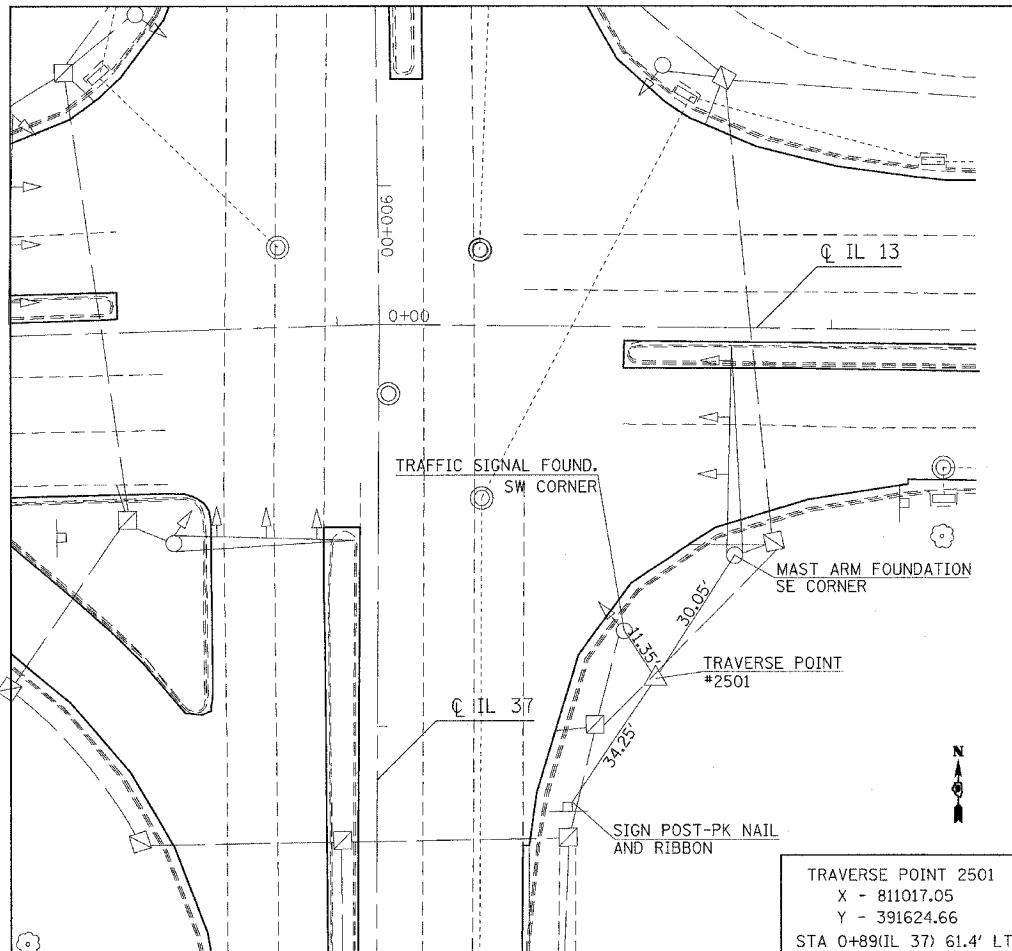 900+00
℄ IL 13
0+00
TRAFFIC SIGNAL FOUND.
SW CORNER
MAST ARM FOUNDATION
SE CORNER
30.05'
11.35'
TRAVERSE POINT
#2501
℄ IL 37
34.25'
N
SIGN POST-PK NAIL
AND RIBBON
TRAVERSE POINT 2501
X - 811017.05
Y - 391624.66
STA 0+89(IL 37) 61.4' LT